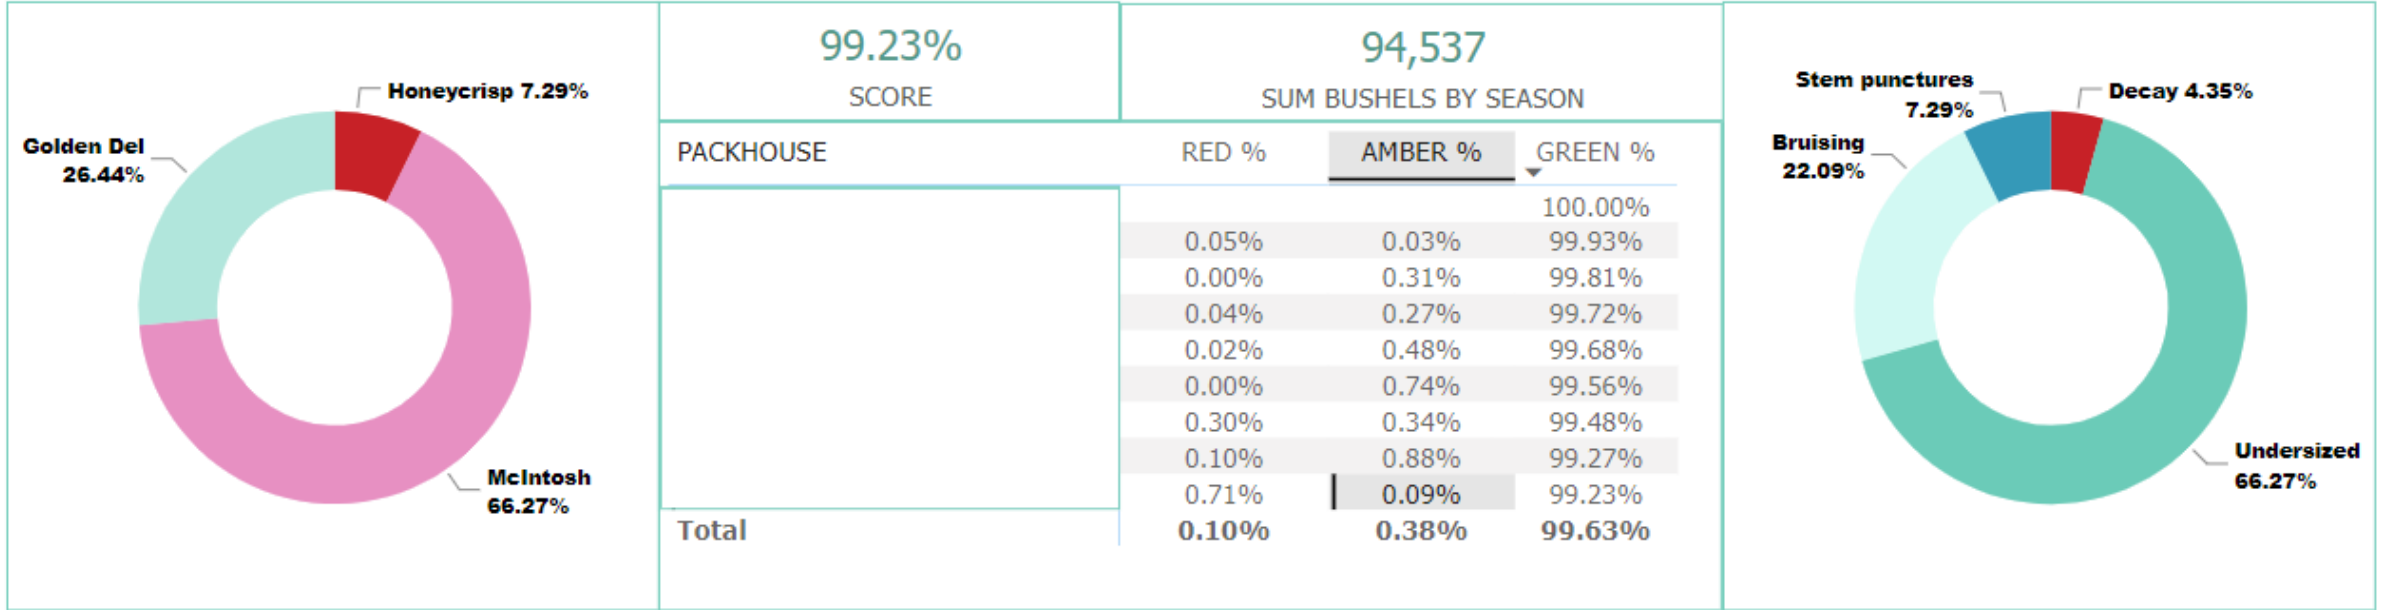 Honeycrisp 7.29%
Golden Del
26.44%
McIntosh
66.27%
99.23%
SCORE
94,537
SUM BUSHELS BY SEASON
PACKHOUSE RED % AMBER % GREEN %
100.00%
0.05% 0.03% 99.93%
0.00% 0.31% 99.81%
0.04% 0.27% 99.72%
0.02% 0.48% 99.68%
0.00% 0.74% 99.56%
0.30% 0.34% 99.48%
0.10% 0.88% 99.27%
0.71% 0.09% 99.23%
Total 0.10% 0.38% 99.63%
Stem punctures
7.29%
Decay 4.35%
Bruising
22.09%
Undersized
66.27%